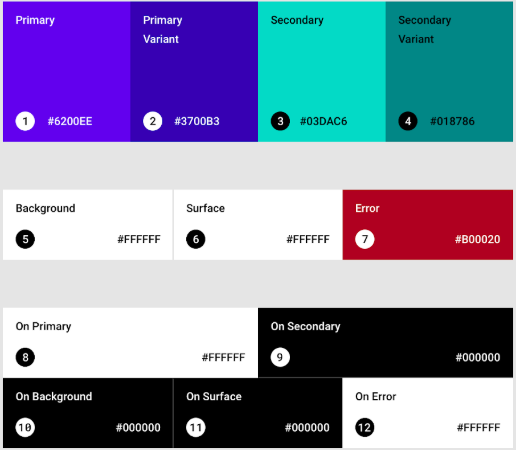 Primary
Primary
Variant
Secondary
Secondary
Variant
1 #6200EE
2 #3700B3
3 #03DAC6
4 #018786
Background
Surface
Error
5 #FFFFFF
6 #FFFFFF
7 #B00020
On Primary
On Secondary
8 #FFFFFF
9 #000000
On Background
On Surface
On Error
10 #000000
11 #000000
12 #FFFFFF